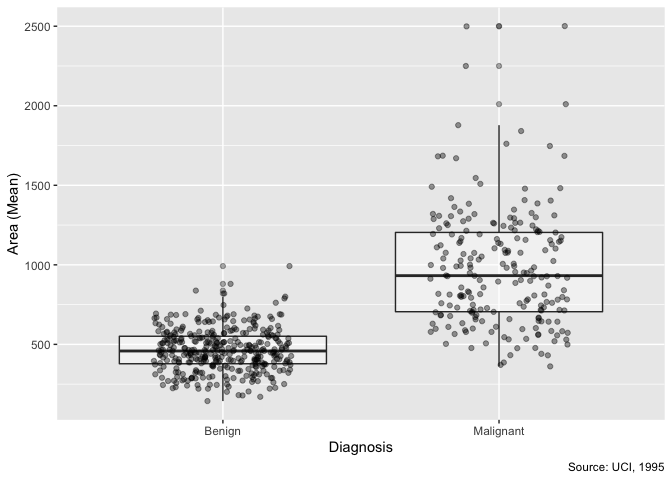 2500
2000
1500
1000
500
Area (Mean)
Benign
Malignant
Diagnosis
Source: UCI, 1995